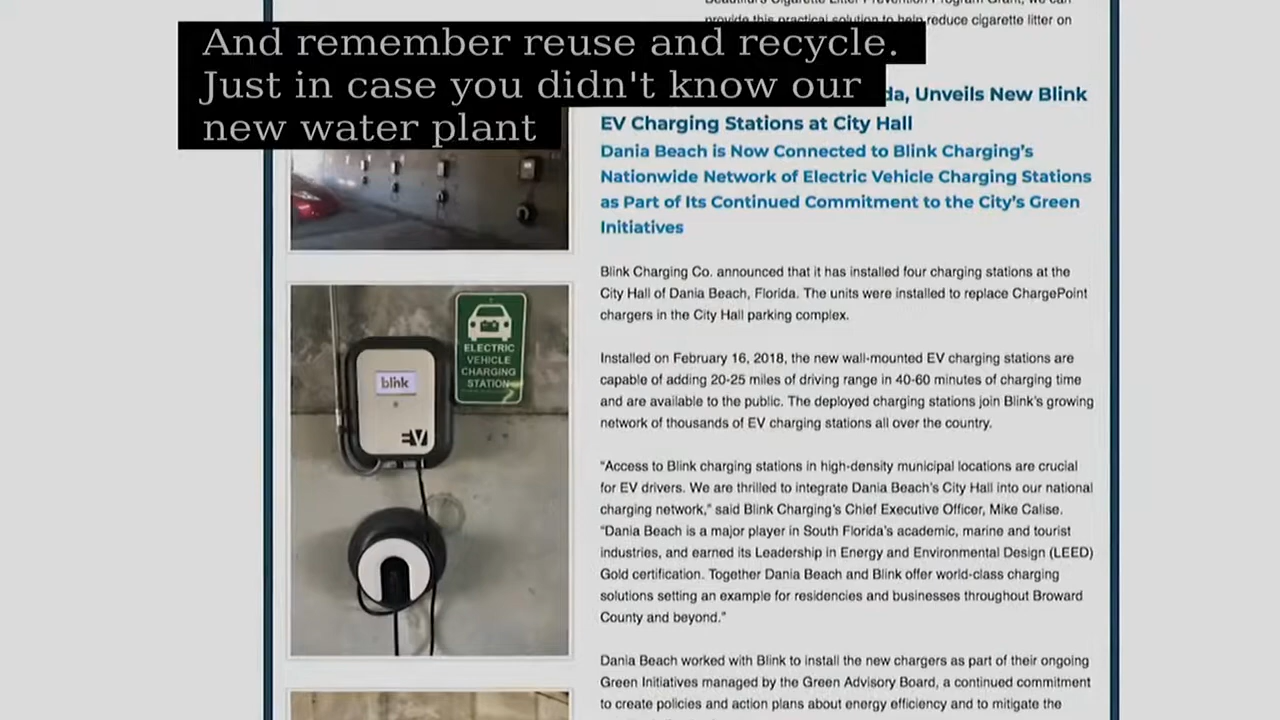 provide this practical solution to help reduce cigarette litter on
And remember reuse and recycle.
Just in case you didn't know our
new water plant
da, Unveils New Blink
EV Charging Stations at City Hall
Dania Beach is Now Connected to Blink Charging's
Nationwide Network of Electric Vehicle Charging Stations
as Part of Its Continued Commitment to the City's Green
Initiatives
Blink Charging Co. announced that it has installed four charging stations at the
City Hall of Dania Beach, Florida. The units were installed to replace ChargePoint
chargers in the City Hall parking complex.
Installed on February 16, 2018, the new wall-mounted EV charging stations are
capable of adding 20-25 miles of driving range in 40-60 minutes of charging time
and are available to the public. The deployed charging stations join Blink's growing
network of thousands of EV charging stations all over the country.
"Access to Blink charging stations in high-density municipal locations are crucial
for EV drivers. We are thrilled to integrate Dania Beach's City Hall into our national
charging network," said Blink Charging's Chief Executive Officer, Mike Calise.
"Dania Beach is a major player in South Florida's academic, marine and tourist
industries, and earned its Leadership in Energy and Environmental Design (LEED)
Gold certification. Together Dania Beach and Blink offer world-class charging
solutions setting an example for residencies and businesses throughout Broward
County and beyond."
Dania Beach worked with Blink to install the new chargers as part of their ongoing
Green Initiatives managed by the Green Advisory Board, a continued commitment
to create policies and action plans about energy efficiency and to mitigate the
ELECTRIC
VEHICLE
CHARGING
STATION
blink
EV